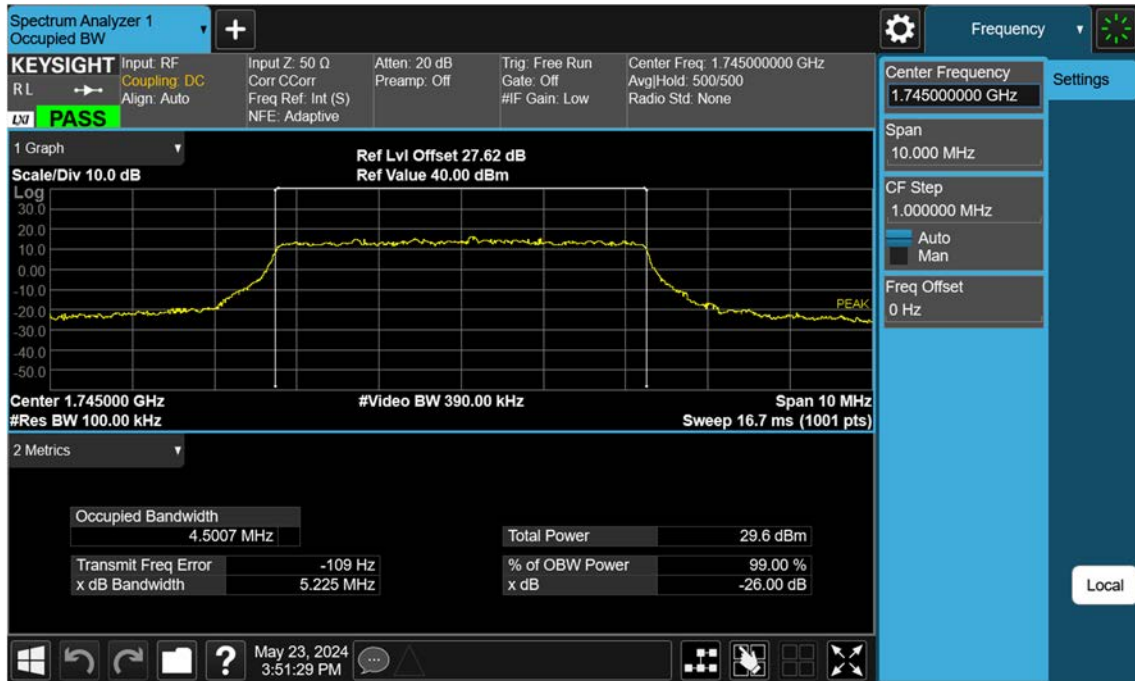 Spectrum Analyzer 1
Occupied BW
Frequency
KEYSIGHT
RL
LXI PASS
Input: RF
Coupling: DC
Align: Auto
Input Z: 50 Ω
Corr CCorr
Freq Ref: Int (S)
NFE: Adaptive
Atten: 20 dB
Preamp: Off
Trig: Free Run
Gate: Off
#IF Gain: Low
Center Freq: 1.745000000 GHz
Avg|Hold: 500/500
Radio Std: None
Center Frequency
1.745000000 GHz
Settings
Span
10.000 MHz
CF Step
1.000000 MHz
Auto
Man
Freq Offset
0 Hz
Local
1 Graph
Scale/Div 10.0 dB
Ref Lvl Offset 27.62 dB
Ref Value 40.00 dBm
Log
30.0
20.0
10.0
0.00
-10.0
-20.0
-30.0
-40.0
-50.0
PEAK
Center 1.745000 GHz
#Video BW 390.00 kHz
Span 10 MHz
#Res BW 100.00 kHz
Sweep 16.7 ms (1001 pts)
2 Metrics
Occupied Bandwidth
4.5007 MHz
Total Power 29.6 dBm
Transmit Freq Error -109 Hz
% of OBW Power 99.00 %
x dB Bandwidth 5.225 MHz
x dB -26.00 dB
?
May 23, 2024
3:51:29 PM